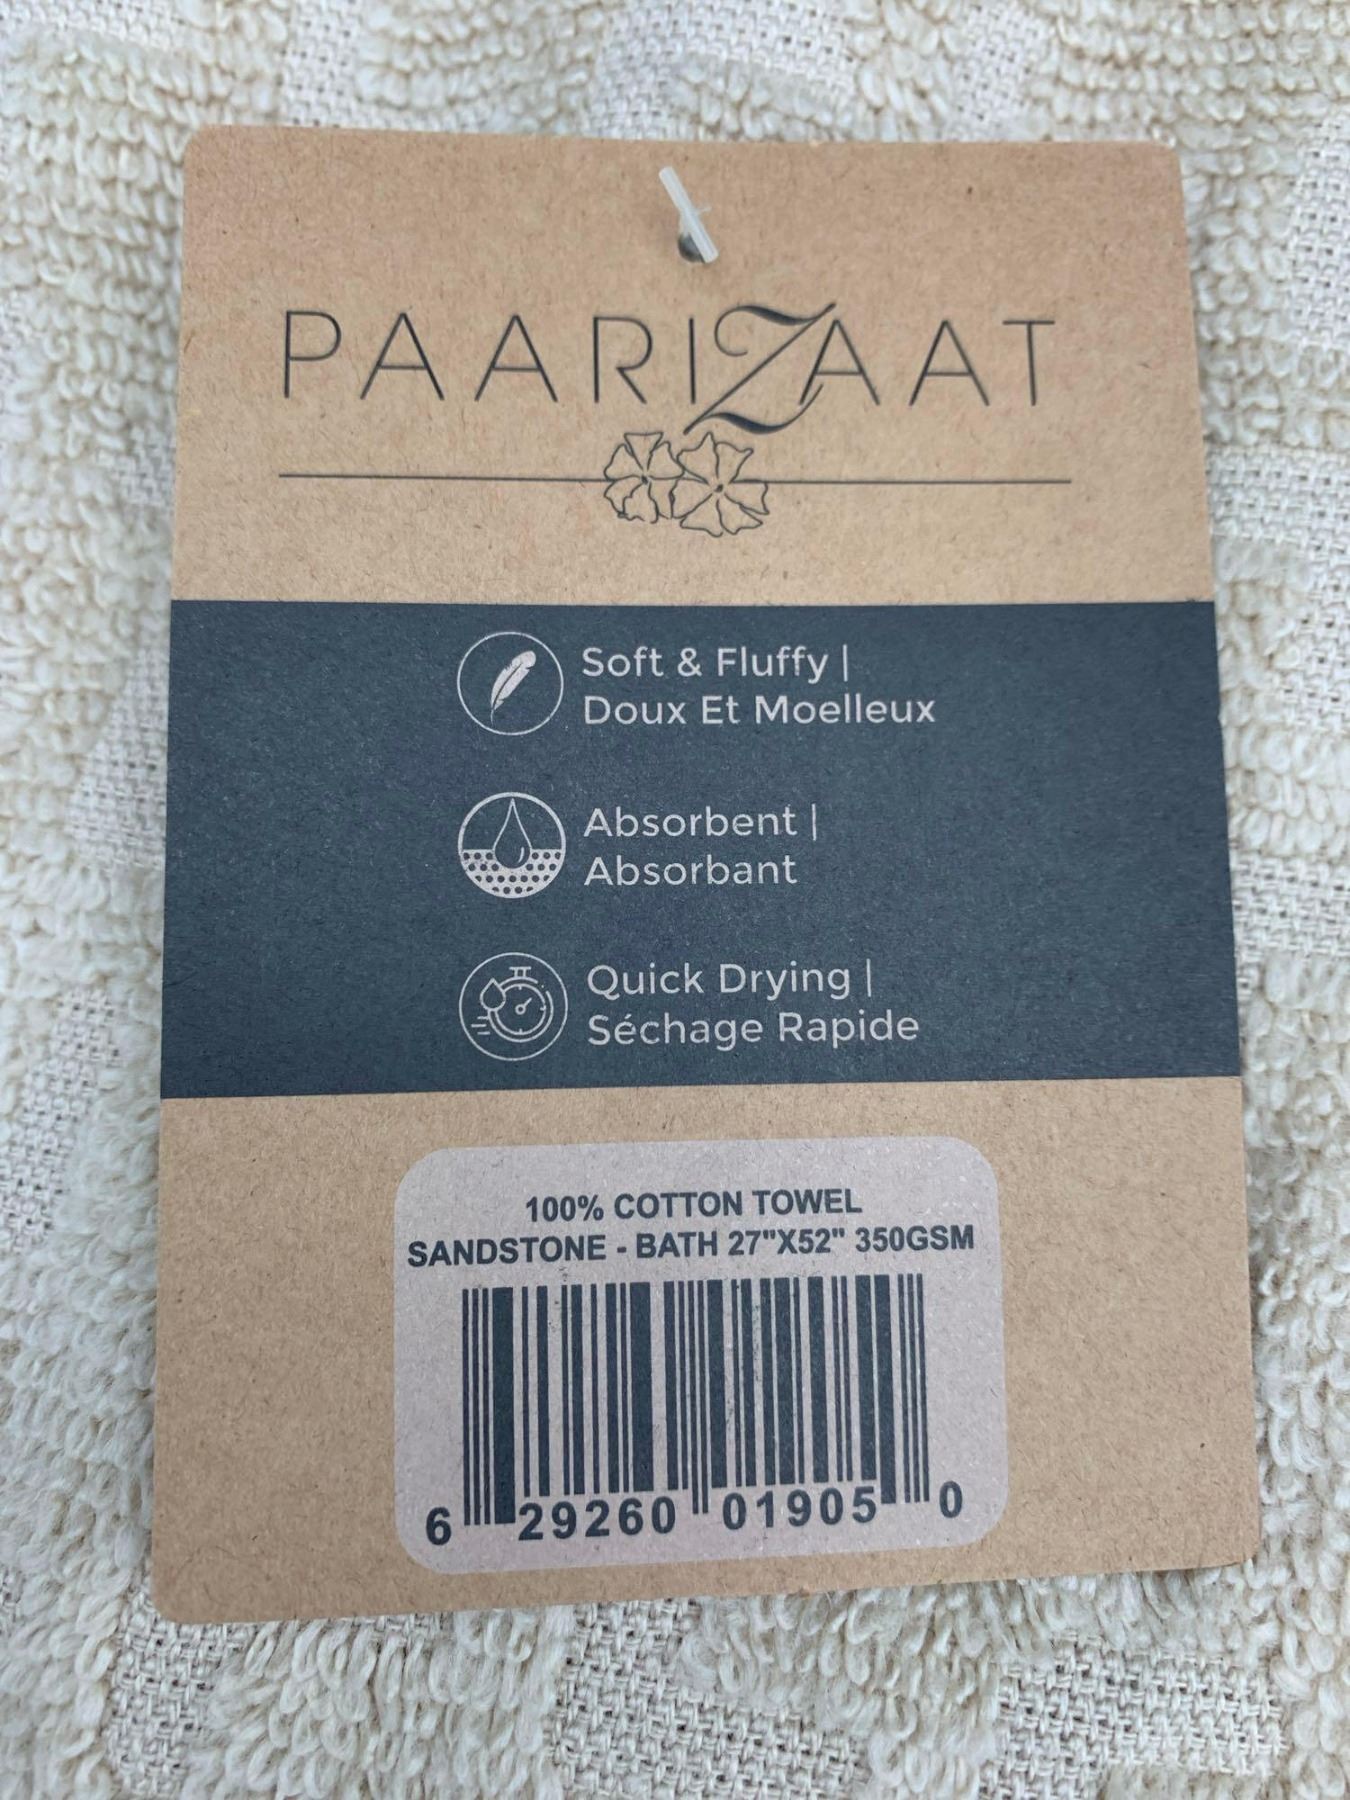 PAARIZAAT
Soft & Fluffy |
Doux Et Moelleux
Absorbent |
Absorbant
Quick Drying |
Séchage Rapide
100% COTTON TOWEL
SANDSTONE - BATH 27"X52" 350GSM
6 29260 01905 0